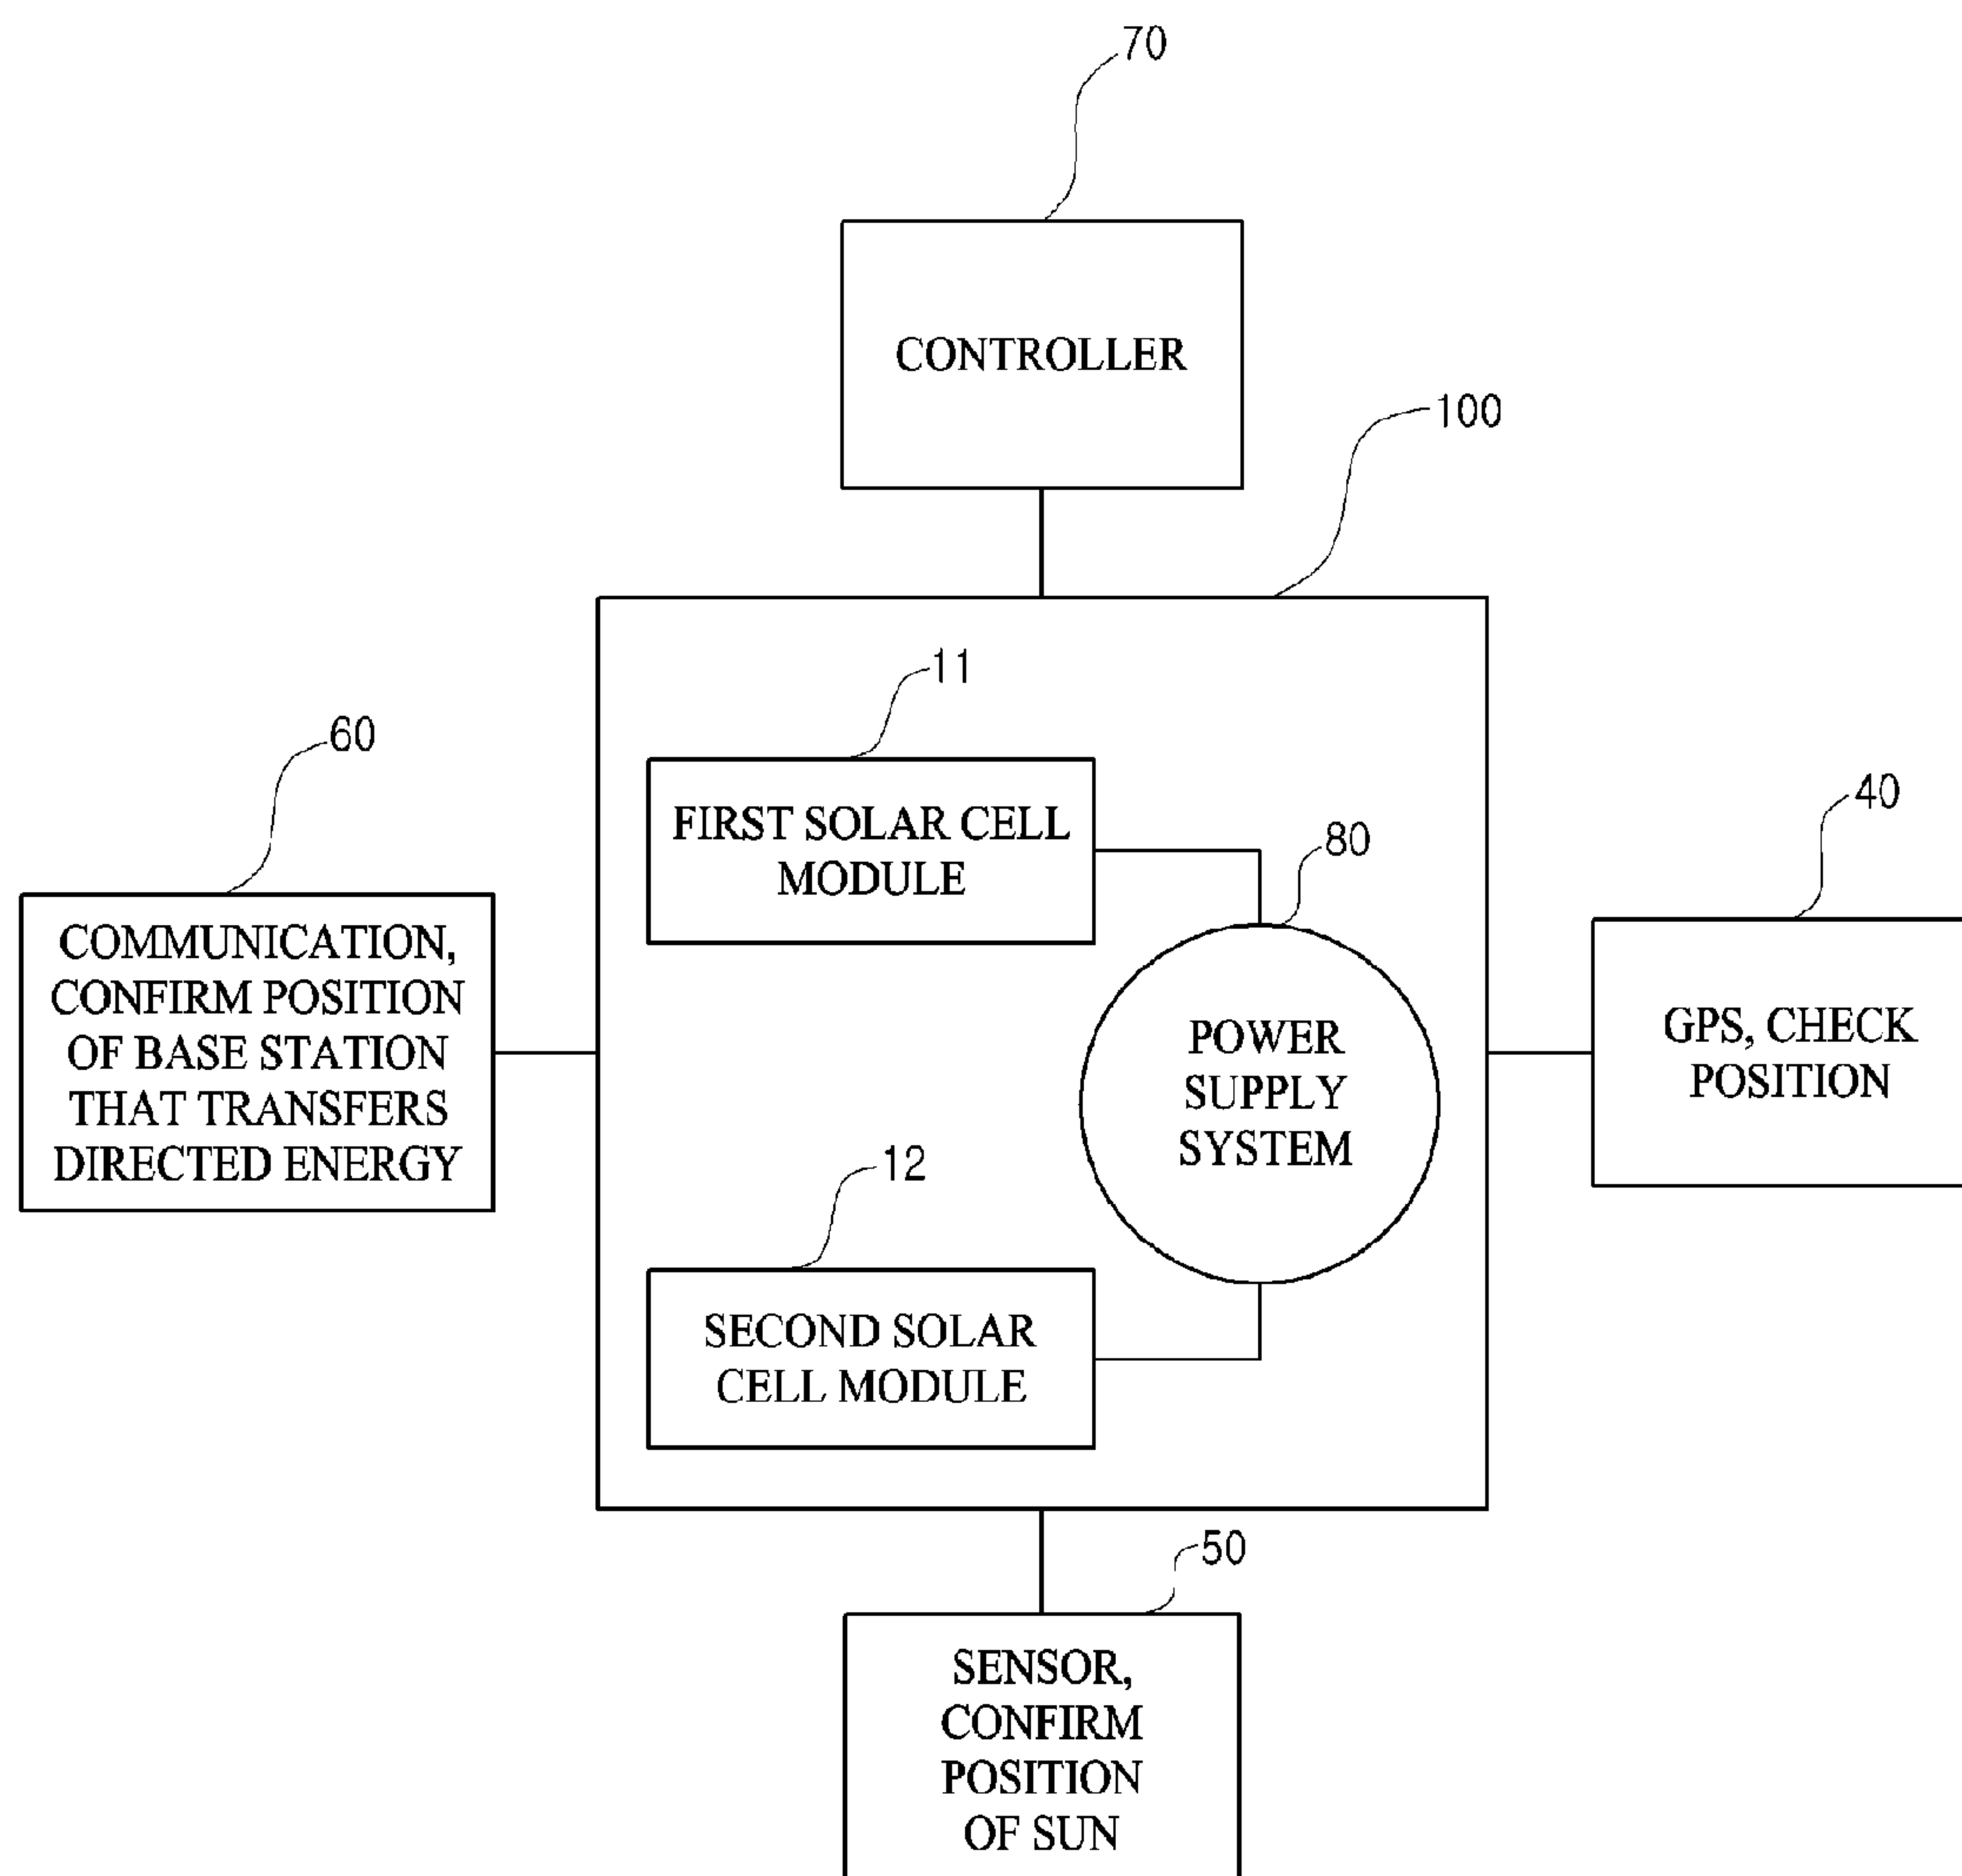 70
CONTROLLER
100
11
FIRST SOLAR CELL
MODULE
60
COMMUNICATION,
CONFIRM POSITION
OF BASE STATION
THAT TRANSFERS
DIRECTED ENERGY
80
POWER
SUPPLY
SYSTEM
40
GPS, CHECK
POSITION
12
SECOND SOLAR
CELL MODULE
50
SENSOR,
CONFIRM
POSITION
OF SUN